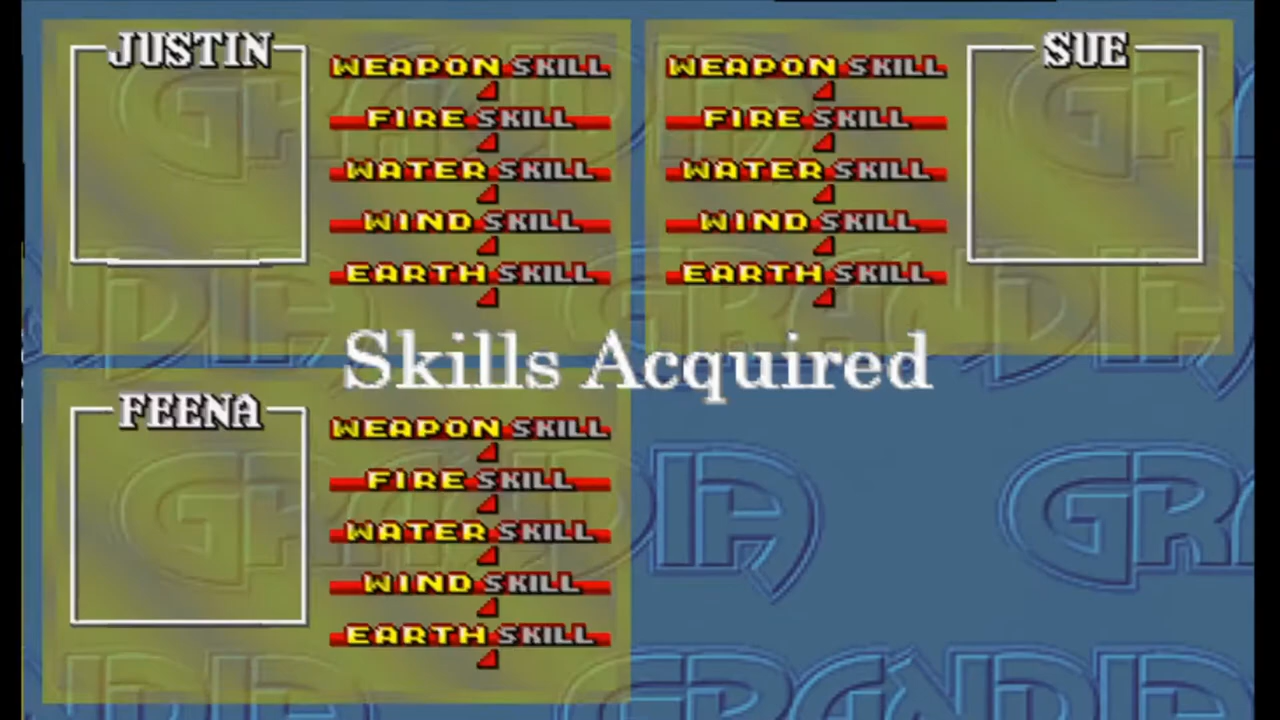 JUSTIN
WEAPON SKILL
FIRE SKILL
WATER SKILL
WIND SKILL
EARTH SKILL
SUE
WEAPON SKILL
FIRE SKILL
WATER SKILL
WIND SKILL
EARTH SKILL
Skills Acquired
FEENA
WEAPON SKILL
FIRE SKILL
WATER SKILL
WIND SKILL
EARTH SKILL
GRANDIA